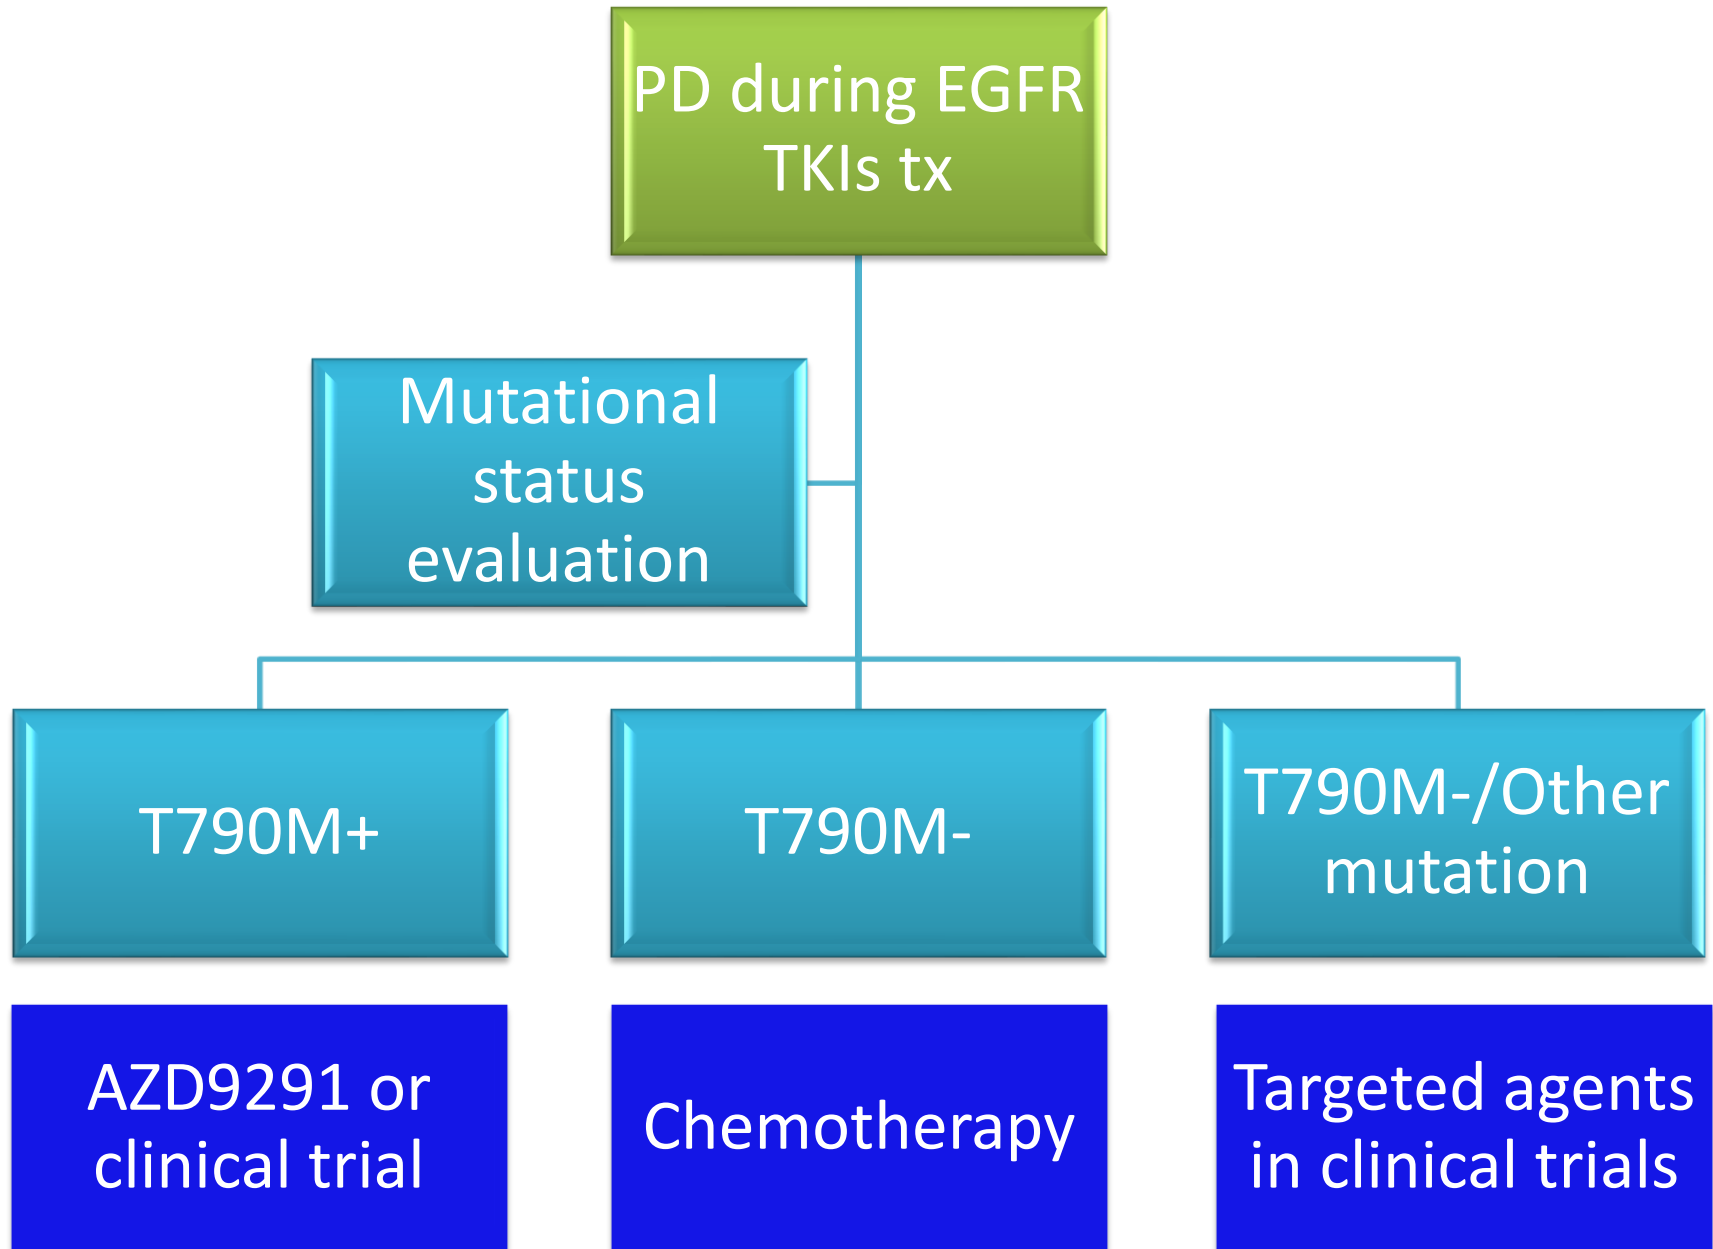 PD during EGFR
TKIs tx
Mutational
status
evaluation
T790M+
T790M-
T790M-/Other
mutation
AZD9291 or
clinical trial
Chemotherapy
Targeted agents
in clinical trials